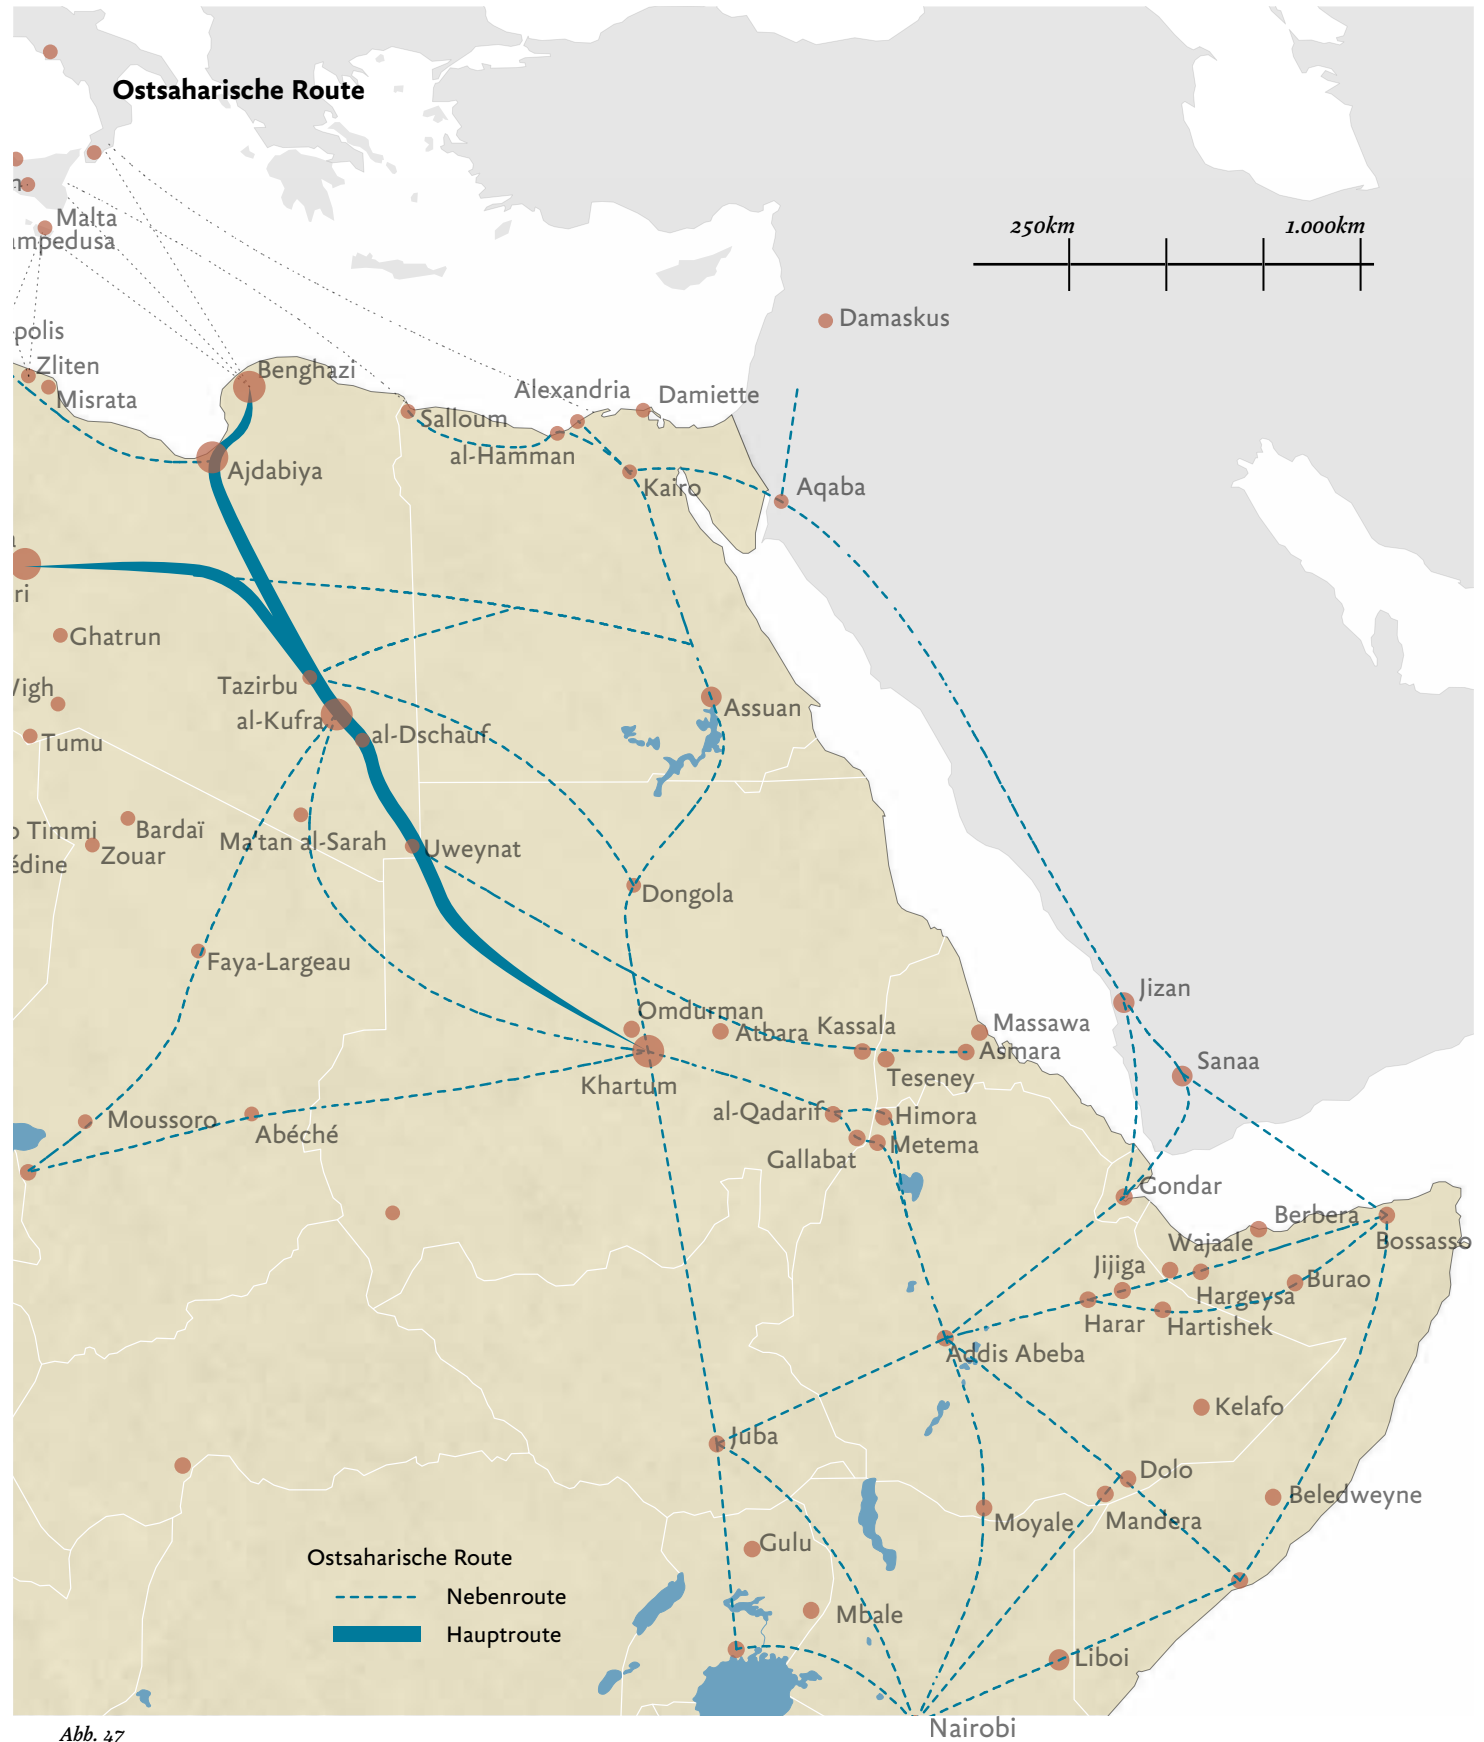 Ostsaharische Route
Malta
ampedusa
250km
1.000km
Damaskus
polis
Zliten
Misrata
Benghazi
Salloum
Alexandria
Damiette
al-Hamman
Ajdabiya
Kairo
Aqaba
ri
Ghatrun
Tazirbu
al-Kufra
al-Dschauf
Assuan
Tumu
Timmi
Bardaï
Zouar
édine
Ma'tan al-Sarah
Uweynat
Dongola
Faya-Largeau
Jizan
Omdurman
Atbara
Kassala
Massawa
Asmara
Teseney
Sanaa
Khartum
Moussoro
Abéché
al-Qadarif
Himora
Gallabat
Metema
Gondar
Berbera
Bossasso
Wajaale
Jijiga
Hargeysa
Burao
Harar
Hartishek
Addis Abeba
Kelafo
Juba
Dolo
Beledweyne
Moyale
Mandera
Gulu
Mbale
Liboi
Nairobi
Ostsaharische Route
Nebenroute
Hauptroute
Abb. 47